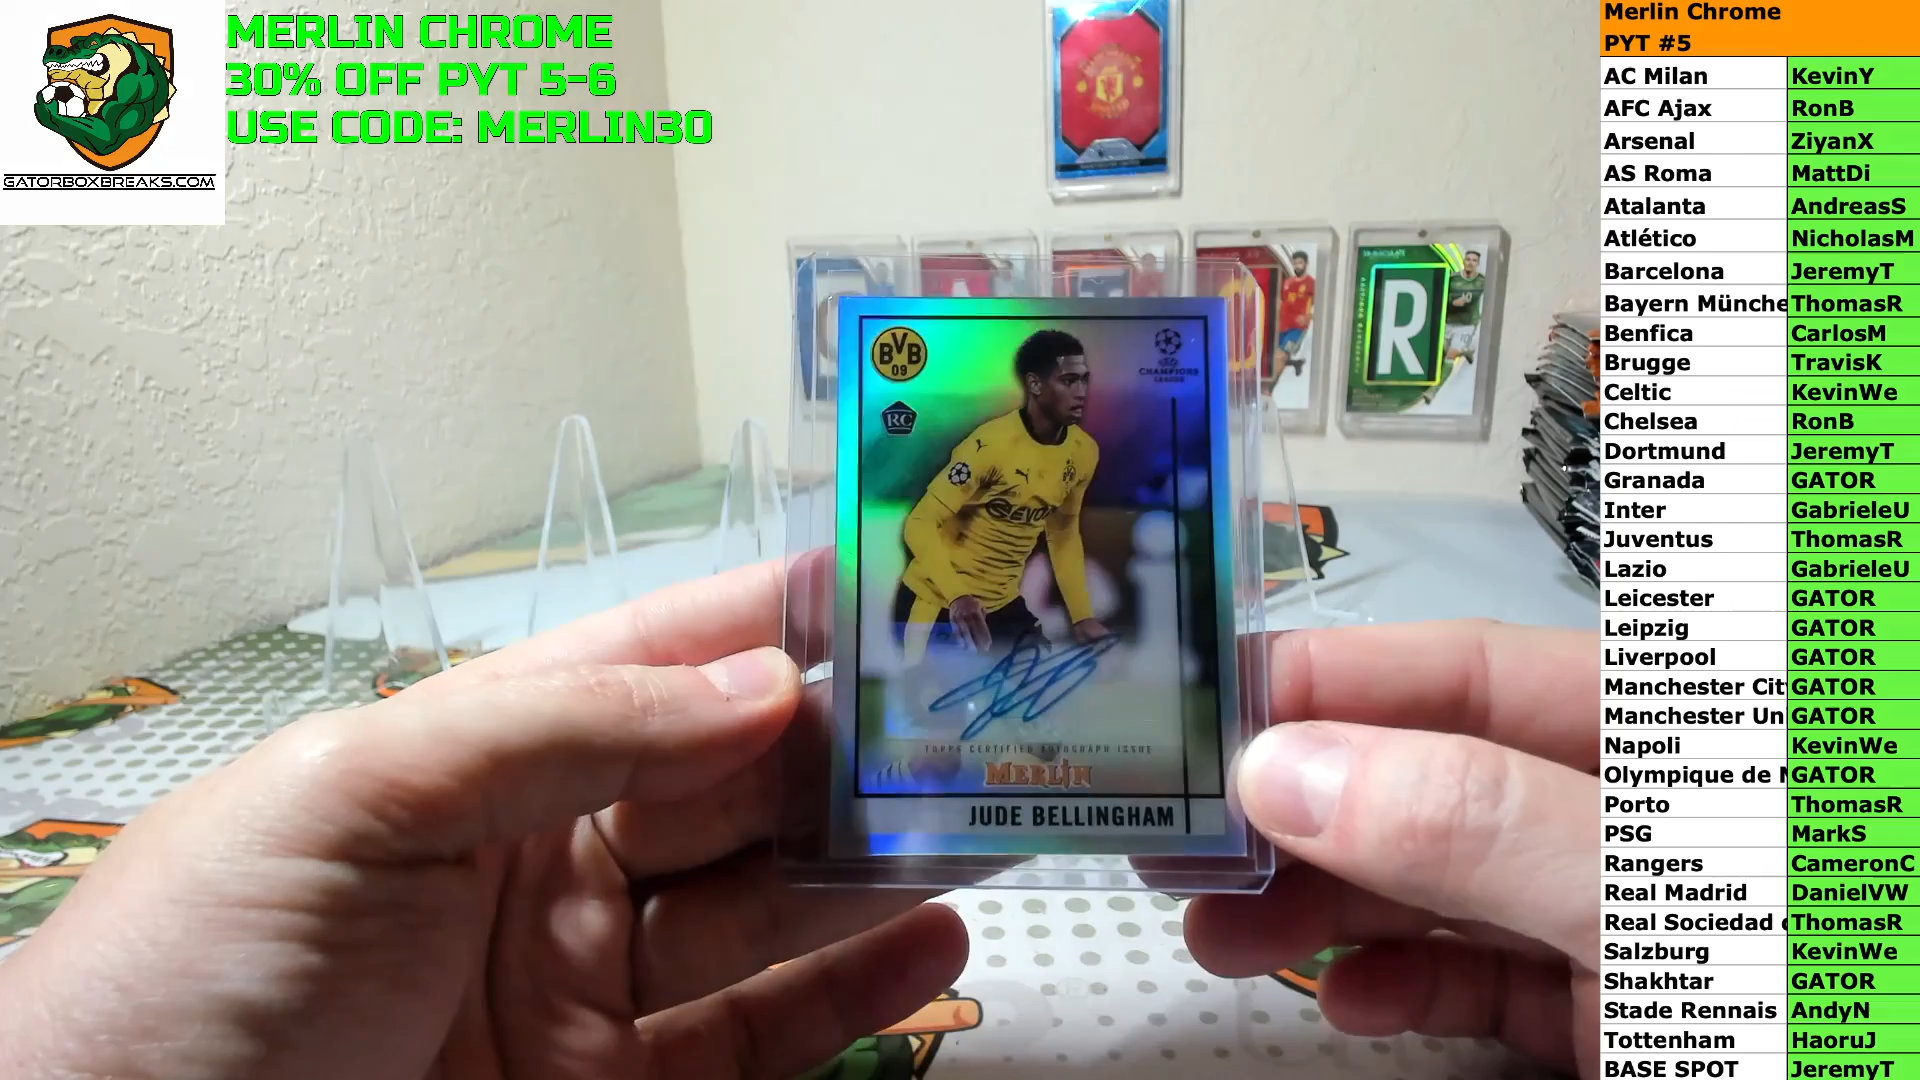 MERLIN CHROME
30% OFF PYT 5-6
USE CODE: MERLIN30
GATORBOXBREAKS.COM
R
BVB
09
RC
CHAMPIONS
LEAGUE
EVO
TOPPS CERTIFIED AUTOGRAPH ISSUE
MERLIN
JUDE BELLINGHAM
Merlin Chrome
PYT #5
AC Milan KevinY
AFC Ajax RonB
Arsenal ZiyanX
AS Roma MattDi
Atalanta AndreasS
Atlético NicholasM
Barcelona JeremyT
Bayern Münche ThomasR
Benfica CarlosM
Brugge TravisK
Celtic KevinWe
Chelsea RonB
Dortmund JeremyT
Granada GATOR
Inter GabrieleU
Juventus ThomasR
Lazio GabrieleU
Leicester GATOR
Leipzig GATOR
Liverpool GATOR
Manchester Cit GATOR
Manchester Un GATOR
Napoli KevinWe
Olympique de M GATOR
Porto ThomasR
PSG MarkS
Rangers CameronC
Real Madrid DanielVW
Real Sociedad d ThomasR
Salzburg KevinWe
Shakhtar GATOR
Stade Rennais AndyN
Tottenham HaoruJ
BASE SPOT JeremyT